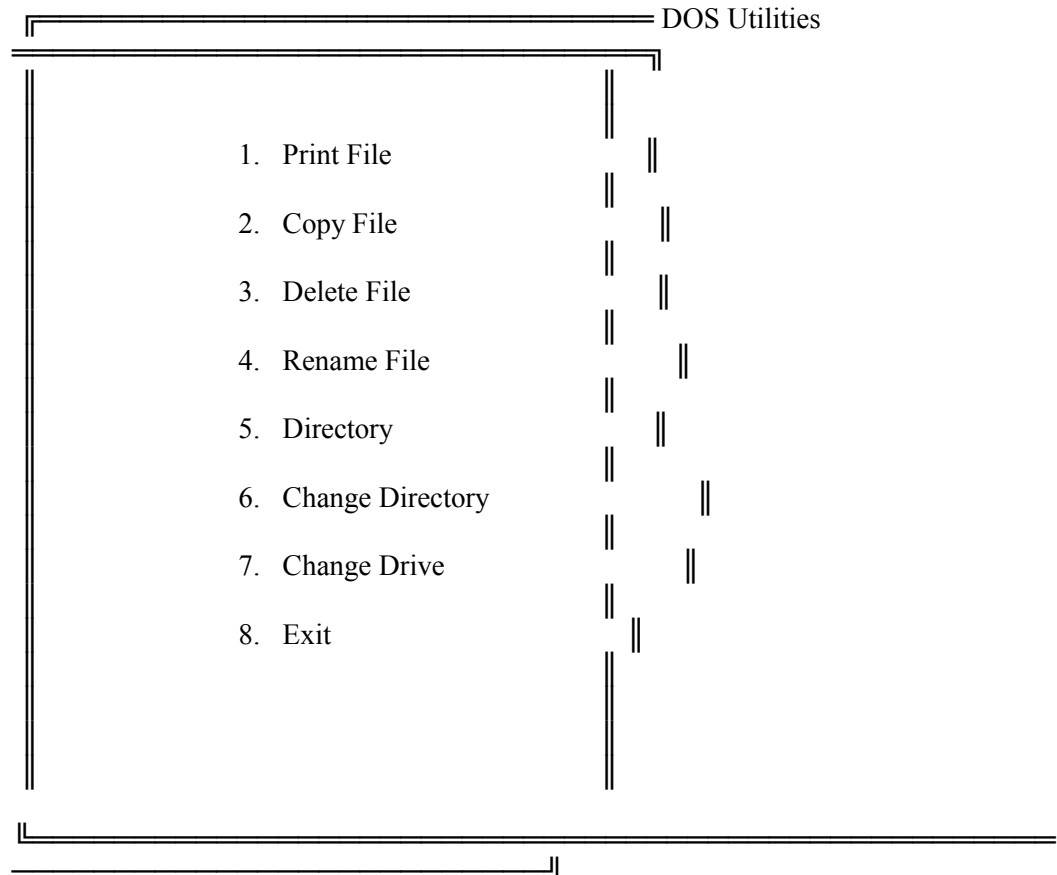 DOS Utilities
1. Print File
2. Copy File
3. Delete File
4. Rename File
5. Directory
6. Change Directory
7. Change Drive
8. Exit